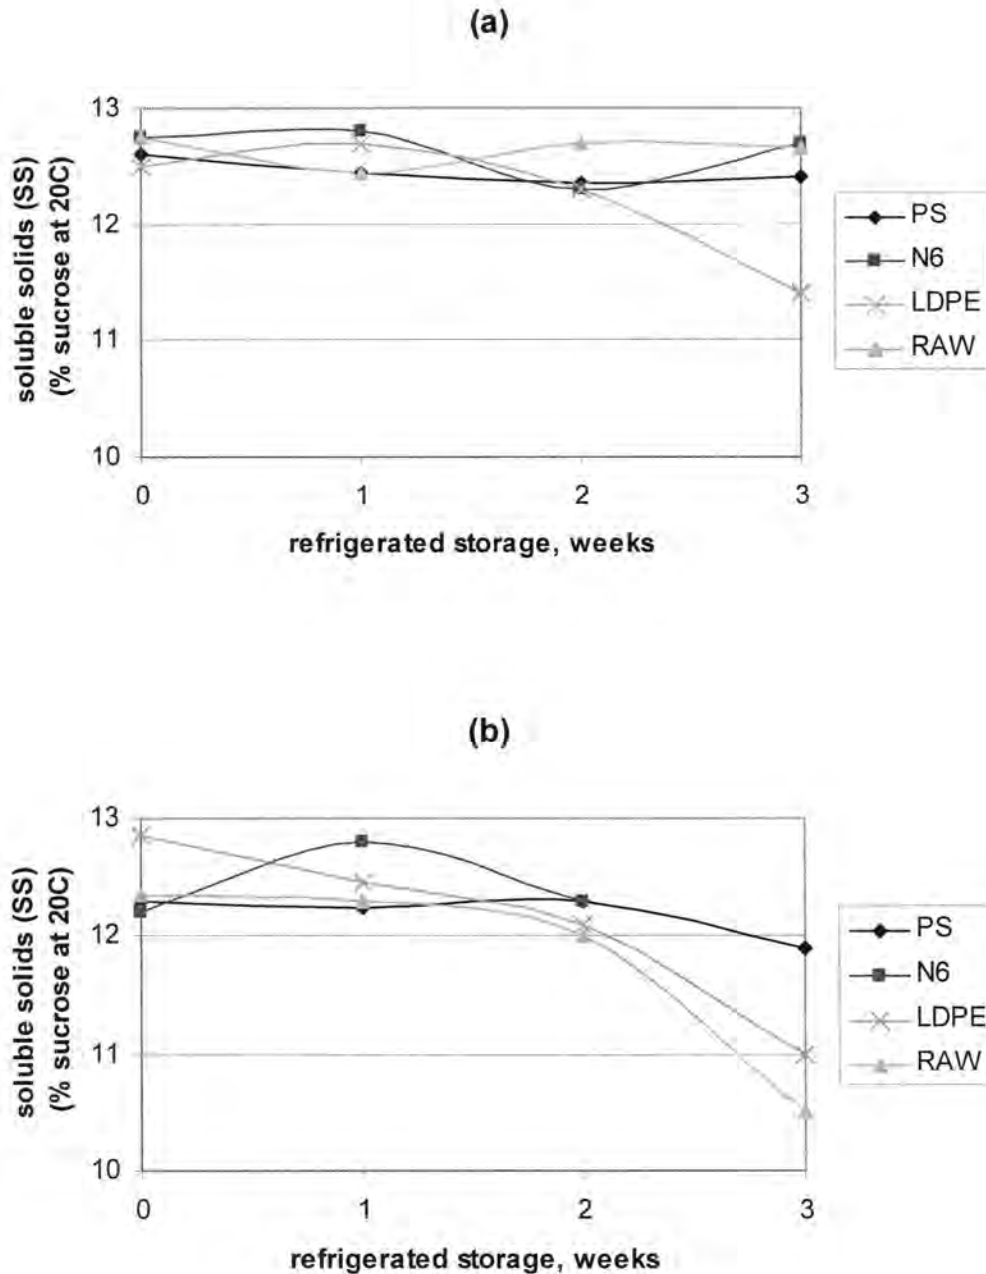 (a)
soluble solids (SS)
(% sucrose at 20C)
13
12
11
10
0 1 2 3
refrigerated storage, weeks
PS
N6
LDPE
RAW
(b)
soluble solids (SS)
(% sucrose at 20C)
13
12
11
10
0 1 2 3
refrigerated storage, weeks
PS
N6
LDPE
RAW